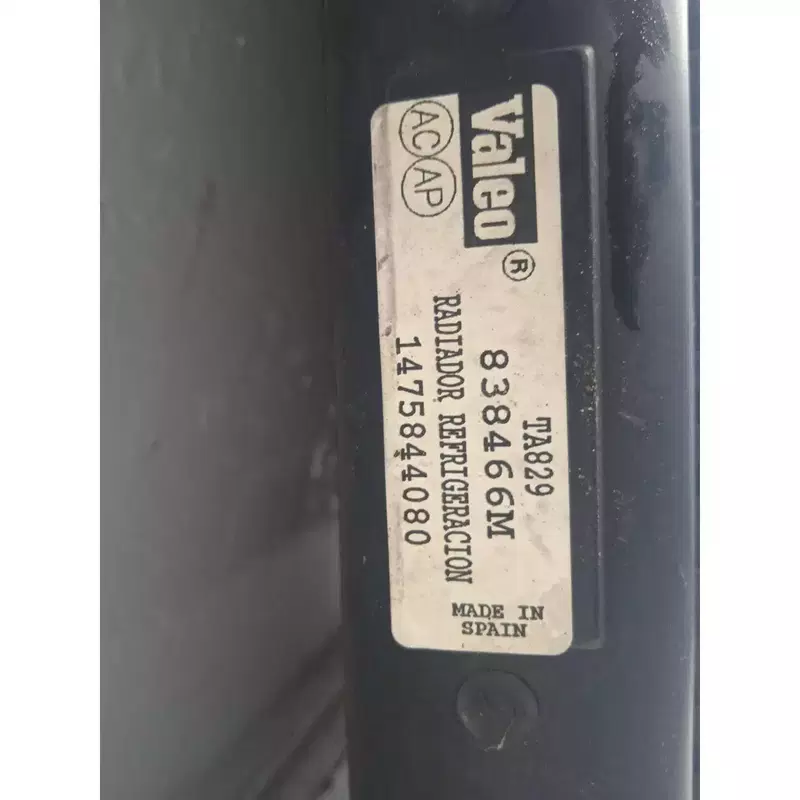 Valeo ®
TA829
838466M
RADIADOR REFRIGERACION
1475844080
AC AP
MADE IN
SPAIN